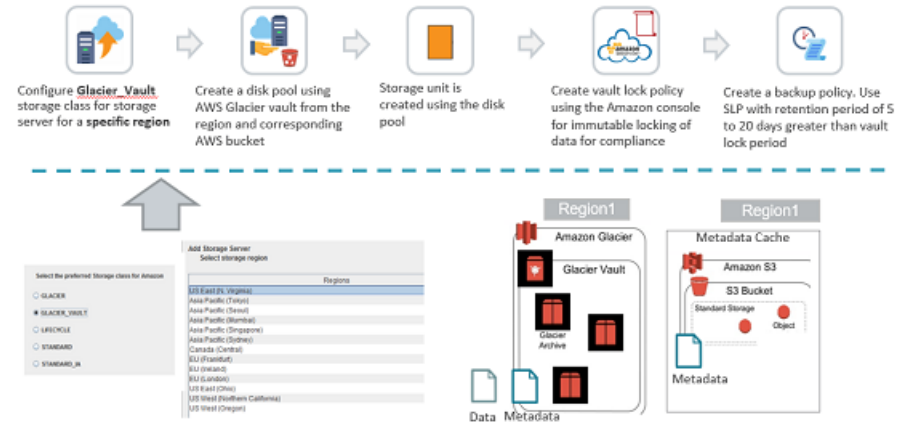 Configure Glacier_Vault
storage class for storage
server for a specific region
Create a disk pool using
AWS Glacier vault from the
region and corresponding
AWS bucket
Storage unit is
created using the disk
pool
amazon
Create vault lock policy
using the Amazon console
for immutable locking of
data for compliance
Create a backup policy. Use
SLP with retention period of 5
to 20 days greater than vault
lock period
Select the preferred Storage class for Amazon
GLACIER
GLACIER_VAULT
LIFECYCLE
STANDARD
STANDARD_IA
Add Storage Server
Select storage region
Regions
US East (N. Virginia)
Asia Pacific (Tokyo)
Asia Pacific (Seoul)
Asia Pacific (Mumbai)
Asia Pacific (Singapore)
Asia Pacific (Sydney)
Canada (Central)
EU (Frankfurt)
EU (Ireland)
EU (London)
US East (Ohio)
US West (Northern California)
US West (Oregon)
Region1
Amazon Glacier
Glacier Vault
Glacier
Archive
Data
Metadata
Region1
Metadata Cache
Amazon S3
S3 Bucket
Standard Storage
Object
Metadata